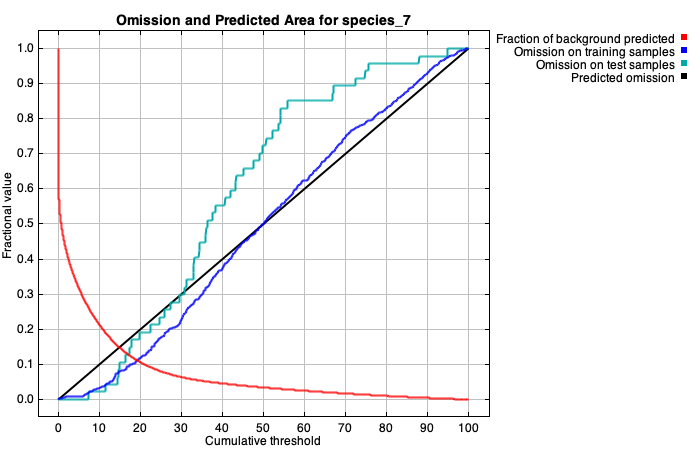 Omission and Predicted Area for species_7
Fraction of background predicted
Omission on training samples
Omission on test samples
Predicted omission
Fractional value
1.0
0.9
0.8
0.7
0.6
0.5
0.4
0.3
0.2
0.1
0.0
0 10 20 30 40 50 60 70 80 90 100
Cumulative threshold